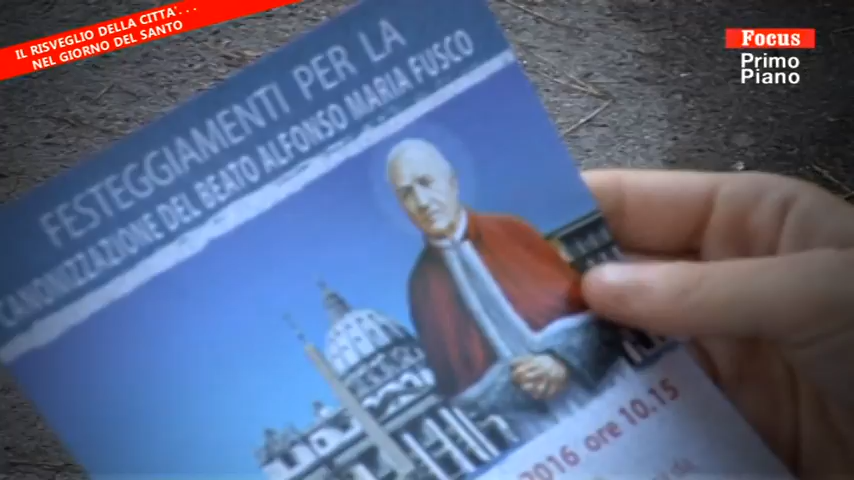 IL RISVEGLIO DELLA CITTA'...
NEL GIORNO DEL SANTO
Focus
Primo
Piano
FESTEGGIAMENTI PER LA
CANONIZZAZIONE DEL BEATO ALFONSO MARIA FUSCO
2016 ore 10.15
da